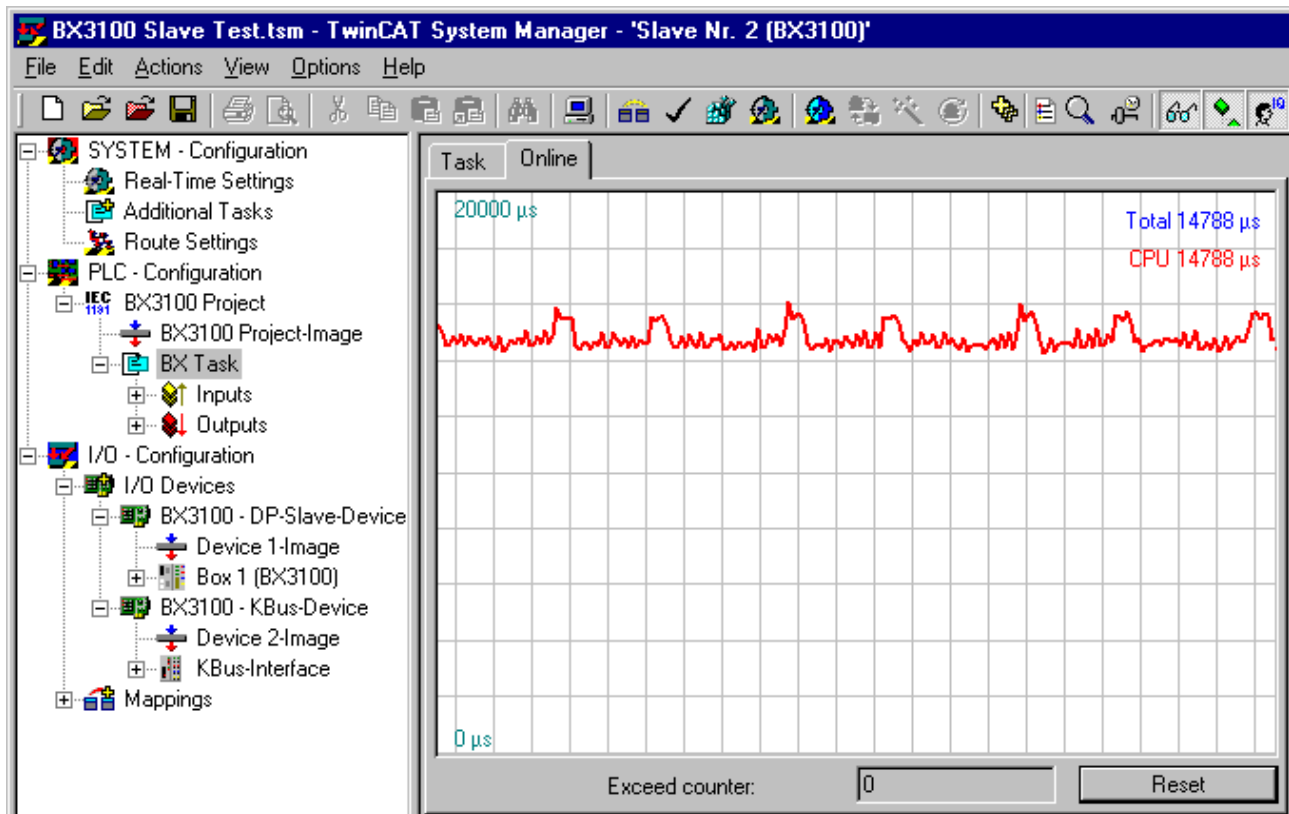 BX3100 Slave Test.tsm - TwinCAT System Manager - 'Slave Nr. 2 (BX3100)'
File Edit Actions View Options Help
SYSTEM - Configuration
Real-Time Settings
Additional Tasks
Route Settings
PLC - Configuration
IEC 1131 BX3100 Project
BX3100 Project-Image
BX Task
Inputs
Outputs
I/O - Configuration
I/O Devices
BX3100 - DP-Slave-Device
Device 1-Image
Box 1 (BX3100)
BX3100 - KBus-Device
Device 2-Image
KBus-Interface
Mappings
Task Online
20000 µs
Total 14788 µs
CPU 14788 µs
0 µs
Exceed counter: 0 Reset